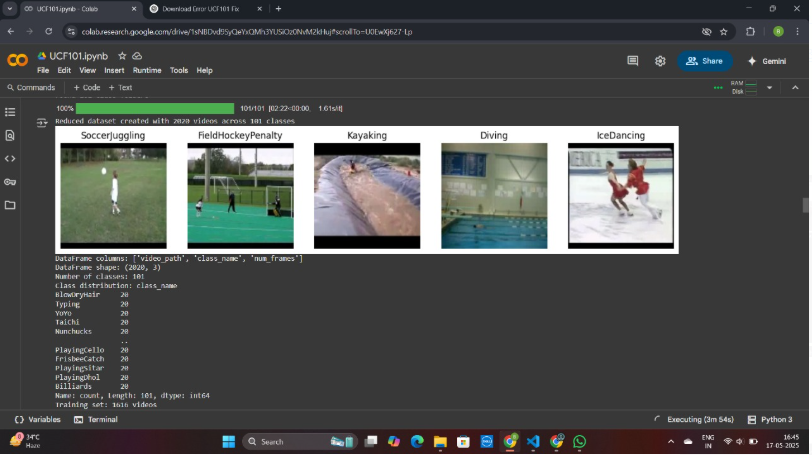 UCF101.ipynb - Colab
Download Error UCF101 Fix
colab.research.google.com/drive/1sNBDvd95yQeYxQMh3YUSiOz0NvM2kHuj#scrollTo=U0EwXj627-Lp
R
UCF101.ipynb
File Edit View Insert Runtime Tools Help
Share
Gemini
Commands
+ Code + Text
RAM
Disk
100% 101/101 [02:22<00:00, 1.61s/it]
Reduced dataset created with 2020 videos across 101 classes
SoccerJuggling FieldHockeyPenalty Kayaking Diving IceDancing
DataFrame columns: ['video_path', 'class_name', 'num_frames']
DataFrame shape: (2020, 3)
Number of classes: 101
Class distribution: class_name
BlowDryHair 20
Typing 20
YoYo 20
TaiChi 20
Nunchucks 20
..
PlayingCello 20
FrisbeeCatch 20
PlayingSitar 20
PlayingDhol 20
Billiards 20
Name: count, Length: 101, dtype: int64
Training set: 1616 videos
Variables
Terminal
Executing (3m 54s)
Python 3
34°C
Haze
Search
ENG
IN
16:45
17-05-2025